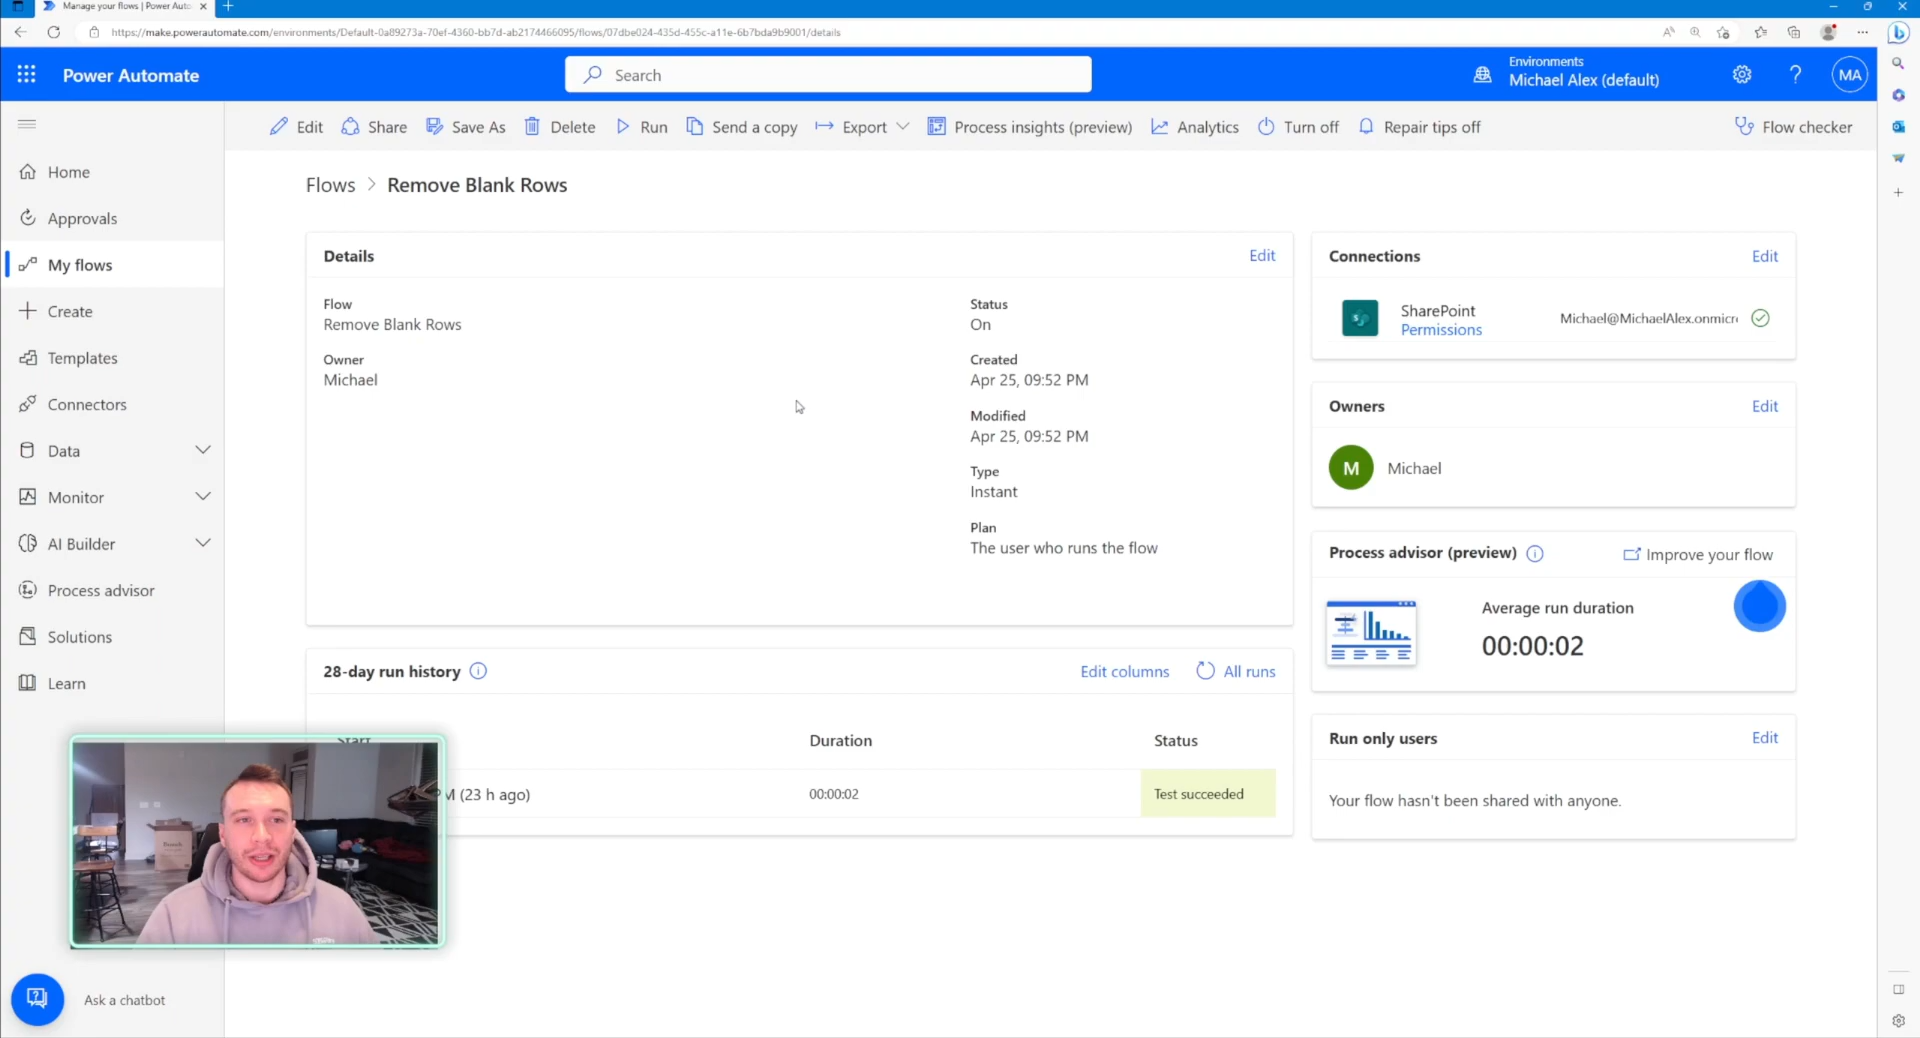 Manage your flows | Power Auto
https://make.powerautomate.com/environments/Default-0a89273a-70ef-4360-bb7d-ab2174466095/flows/07dbe024-435d-455c-a11e-6b7bda9b9001/details
Power Automate
Search
Environments
Michael Alex (default)
MA
Edit
Share
Save As
Delete
Run
Send a copy
Export
Process insights (preview)
Analytics
Turn off
Repair tips off
Flow checker
Home
Approvals
My flows
Create
Templates
Connectors
Data
Monitor
AI Builder
Process advisor
Solutions
Learn
Ask a chatbot
Flows > Remove Blank Rows
Details
Edit
Flow
Remove Blank Rows
Owner
Michael
Status
On
Created
Apr 25, 09:52 PM
Modified
Apr 25, 09:52 PM
Type
Instant
Plan
The user who runs the flow
28-day run history
Edit columns
All runs
Start
Duration
Status
PM (23 h ago)
00:00:02
Test succeeded
Connections
Edit
SharePoint
Permissions
Michael@MichaelAlex.onmicr
Owners
Edit
M
Michael
Process advisor (preview)
Improve your flow
Average run duration
00:00:02
Run only users
Edit
Your flow hasn't been shared with anyone.